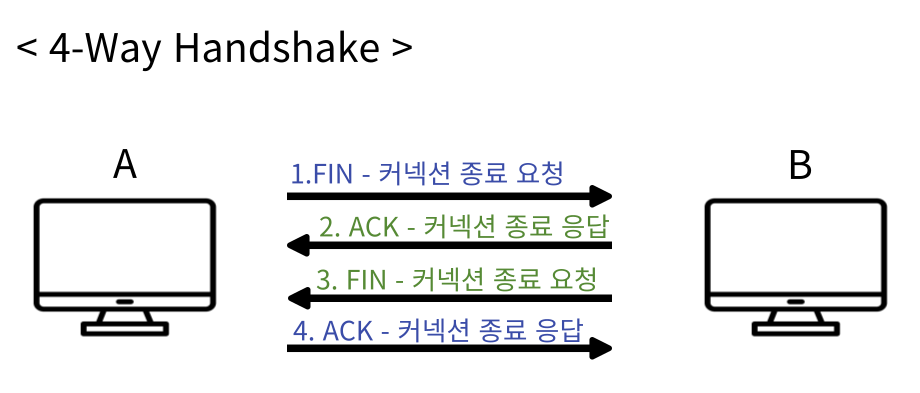 < 4-Way Handshake >
A
B
1.FIN - 커넥션 종료 요청
2. ACK - 커넥션 종료 응답
3. FIN - 커넥션 종료 요청
4. ACK - 커넥션 종료 응답